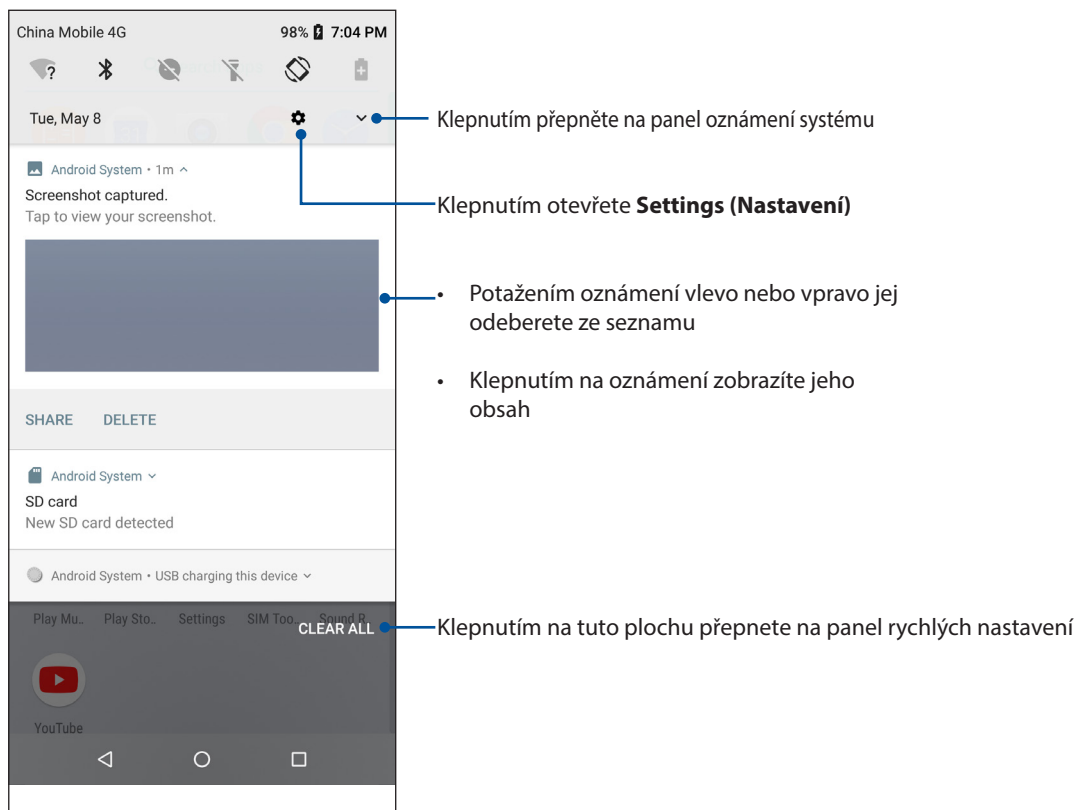 China Mobile 4G 98% 7:04 PM
Tue, May 8
Klepnutím přepněte na panel oznámení systému
Android System • 1m
Screenshot captured.
Tap to view your screenshot.
Klepnutím otevřete Settings (Nastavení)
• Potažením oznámení vlevo nebo vpravo jej
odeberete ze seznamu
• Klepnutím na oznámení zobrazíte jeho
obsah
SHARE DELETE
Android System
SD card
New SD card detected
Android System • USB charging this device
Play Mu.. Play Sto.. Settings SIM Too.. Sound R..
CLEAR ALL
Klepnutím na tuto plochu přepnete na panel rychlých nastavení
YouTube